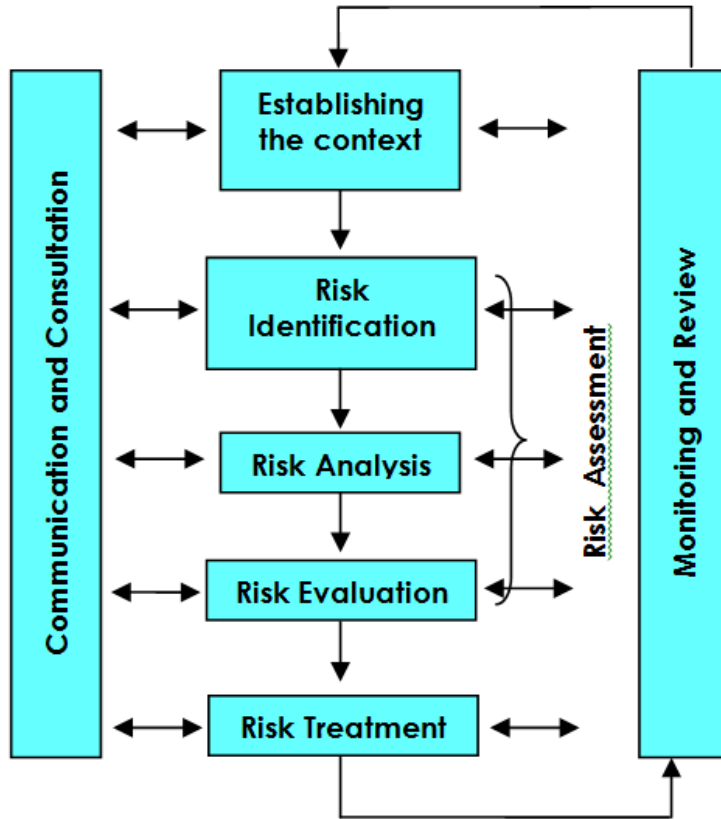 Establishing
the context
Communication and Consultation
Risk
Identification
Risk Analysis
Risk Evaluation
Risk Treatment
Risk Assessment
Monitoring and Review